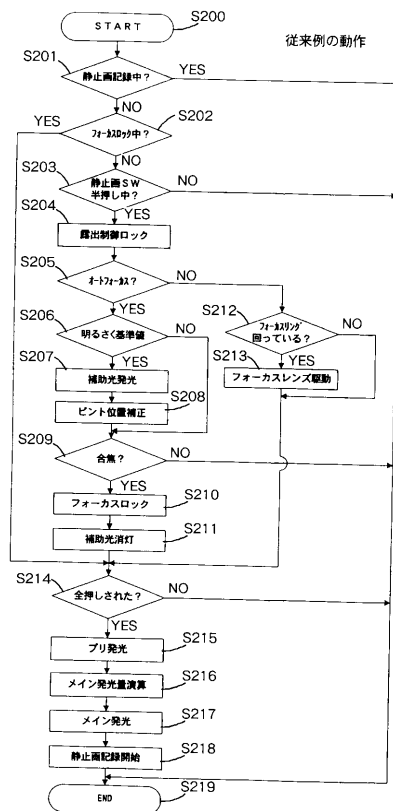 START
S200
従来例の動作
S201
静止画記録中？
YES
NO
YES
S202
フォーカスロック中？
NO
S203
静止画SW
半押し中？
NO
YES
S204
露出制御ロック
S205
オートフォーカス？
NO
YES
S206
明るさく基準値
NO
YES
S212
フォーカスリング
回っている？
NO
YES
S207
補助光発光
S213
フォーカスレンズ駆動
S208
ピント位置補正
S209
合焦？
NO
YES
S210
フォーカスロック
S211
補助光消灯
S214
全押しされた？
NO
YES
S215
プリ発光
S216
メイン発光量演算
S217
メイン発光
S218
静止画記録開始
S219
END